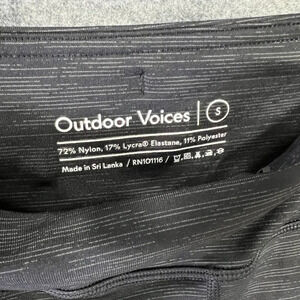 Outdoor Voices | S
72% Nylon, 17% Lycra® Elastane, 11% Polyester
Made in Sri Lanka / RN101116 /